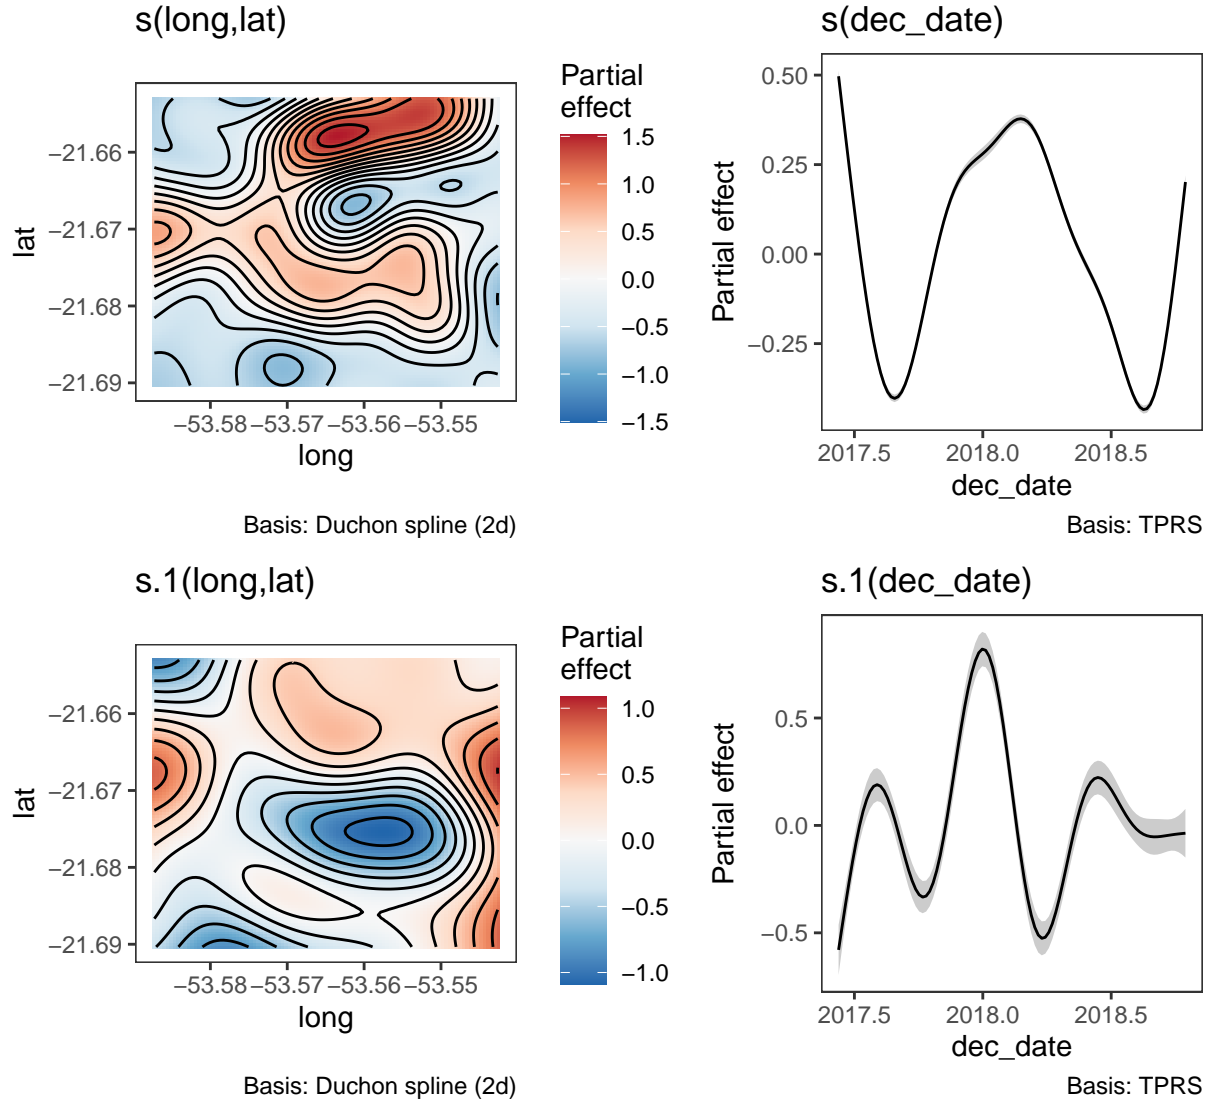 s(long,lat)
lat
−21.66
−21.67
−21.68
−21.69
−53.58 −53.57 −53.56 −53.55
long
Partial
effect
1.5
1.0
0.5
0.0
−0.5
−1.0
−1.5
Basis: Duchon spline (2d)
s(dec_date)
Partial effect
0.50
0.25
0.00
−0.25
2017.5 2018.0 2018.5
dec_date
Basis: TPRS
s.1(long,lat)
lat
−21.66
−21.67
−21.68
−21.69
−53.58 −53.57 −53.56 −53.55
long
Partial
effect
1.0
0.5
0.0
−0.5
−1.0
Basis: Duchon spline (2d)
s.1(dec_date)
Partial effect
0.5
0.0
−0.5
2017.5 2018.0 2018.5
dec_date
Basis: TPRS